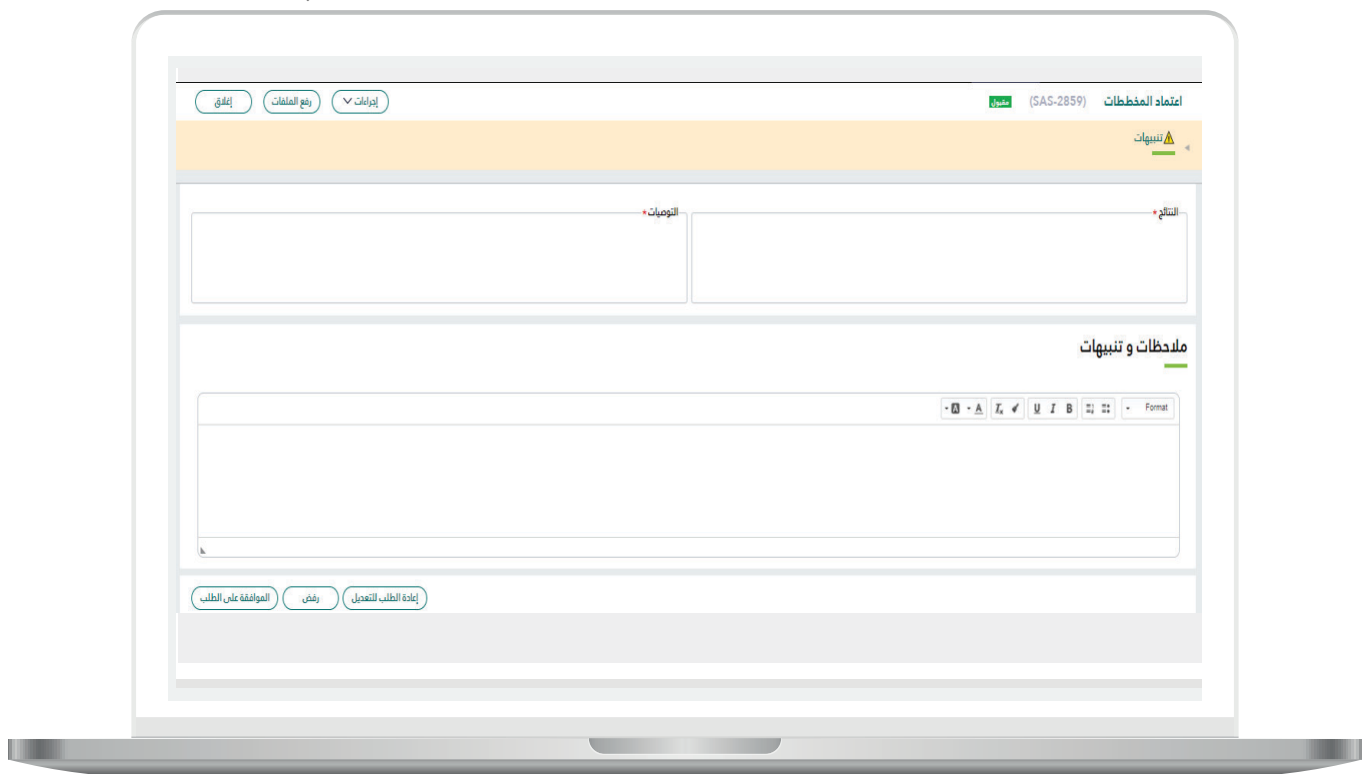 اعتماد المخططات (SAS-2859) مقبول إجراءات رفع الملفات إغلاق
تنبيهات
النتائج * التوصيات *
ملاحظات و تنبيهات
Format B I U Tx A A
إعادة الطلب للتعديل رفض الموافقة على الطلب